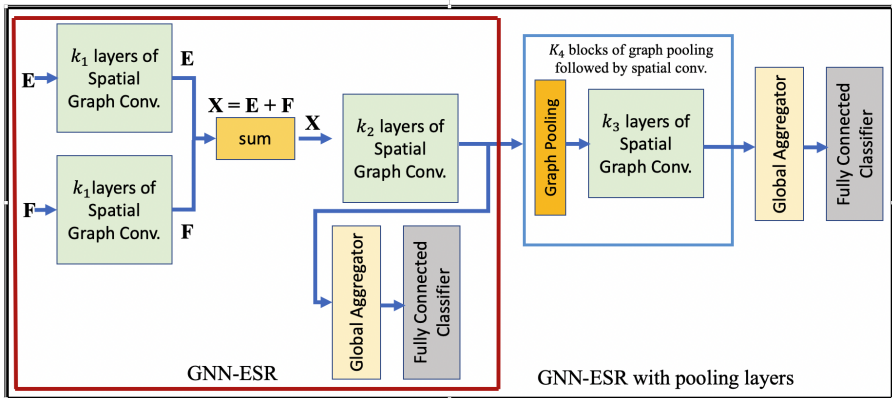 E
k₁ layers of
Spatial
Graph Conv.
E
F
k₁layers of
Spatial
Graph Conv.
F
X = E + F
sum
X
k₂ layers of
Spatial
Graph Conv.
Global Aggregator
Fully Connected
Classifier
GNN-ESR
K₄ blocks of graph pooling
followed by spatial conv.
Graph Pooling
k₃ layers of
Spatial
Graph Conv.
Global Aggregator
Fully Connected
Classifier
GNN-ESR with pooling layers